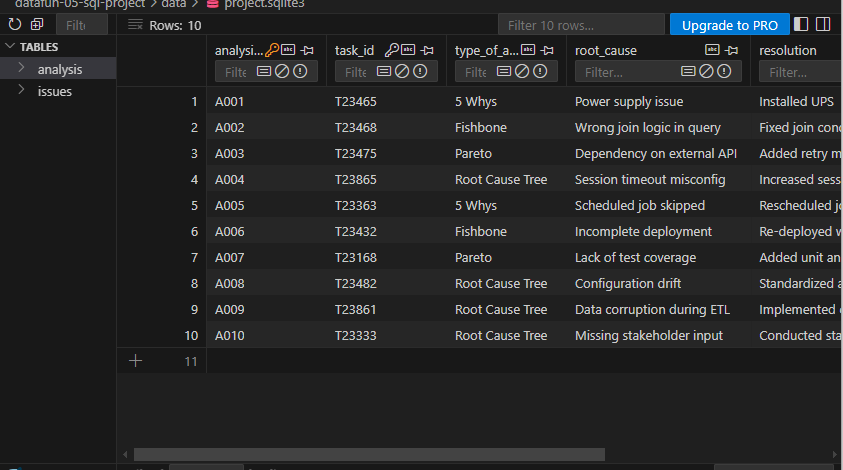 datafun-05-sql-project > data > project.sqlite3
Filt Rows: 10 Filter 10 rows... Upgrade to PRO
TABLES
analysis
issues
analysi... task_id type_of_a... root_cause resolution
Filte Filte Filte Filter... Filter...
1 A001 T23465 5 Whys Power supply issue Installed UPS
2 A002 T23468 Fishbone Wrong join logic in query Fixed join cond
3 A003 T23475 Pareto Dependency on external API Added retry m
4 A004 T23865 Root Cause Tree Session timeout misconfig Increased sess
5 A005 T23363 5 Whys Scheduled job skipped Rescheduled jo
6 A006 T23432 Fishbone Incomplete deployment Re-deployed w
7 A007 T23168 Pareto Lack of test coverage Added unit an
8 A008 T23482 Root Cause Tree Configuration drift Standardized a
9 A009 T23861 Root Cause Tree Data corruption during ETL Implemented
10 A010 T23333 Root Cause Tree Missing stakeholder input Conducted sta
11